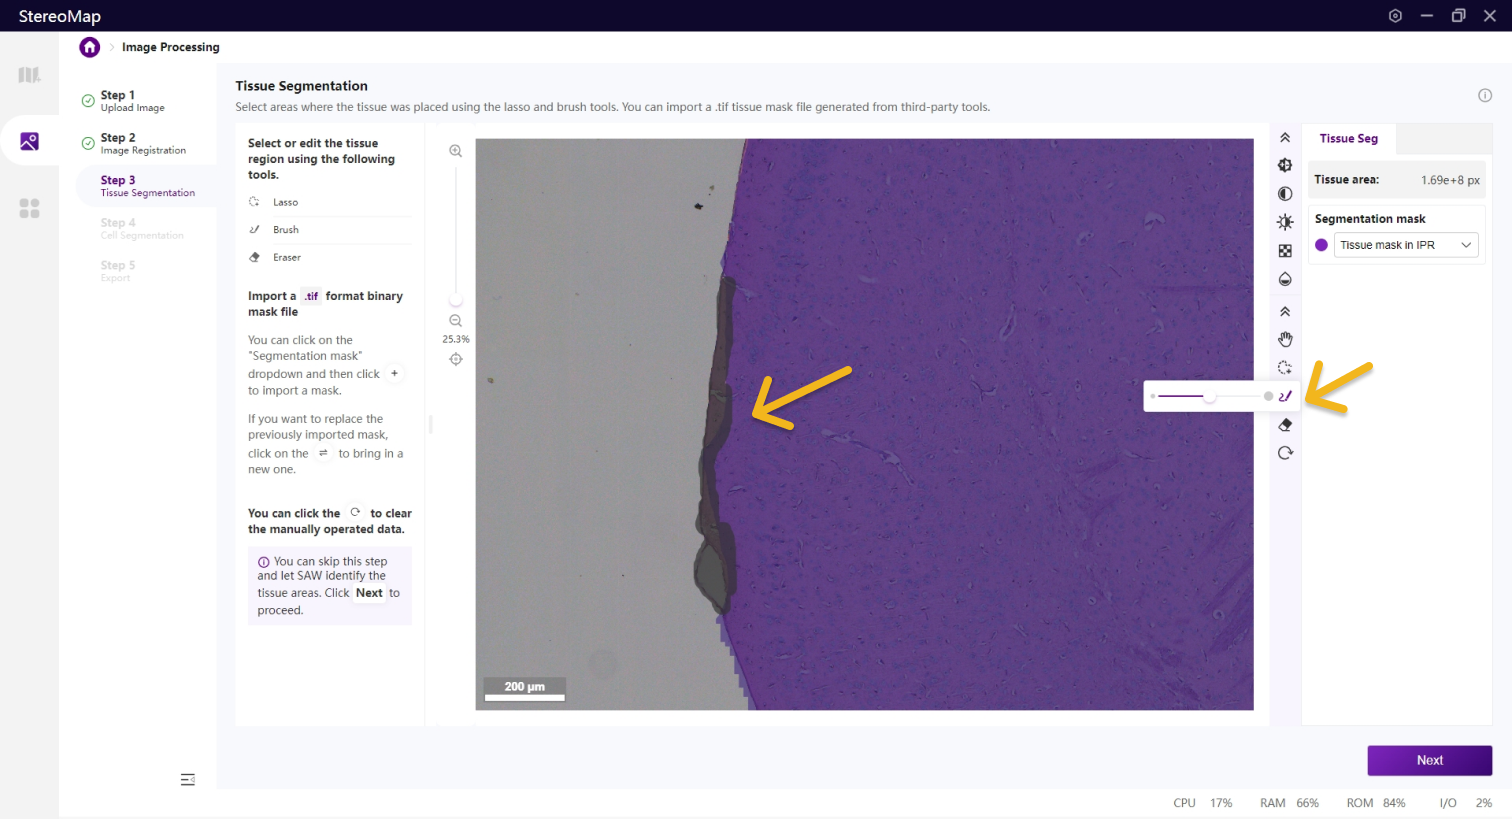 StereoMap
Image Processing
Step 1
Upload Image
Step 2
Image Registration
Step 3
Tissue Segmentation
Step 4
Cell Segmentation
Step 5
Export
Tissue Segmentation
Select areas where the tissue was placed using the lasso and brush tools. You can import a .tif tissue mask file generated from third-party tools.
Select or edit the tissue
region using the following
tools.
Lasso
Brush
Eraser
Import a .tif format binary
mask file
You can click on the
"Segmentation mask"
dropdown and then click +
to import a mask.
If you want to replace the
previously imported mask,
click on the ⇌ to bring in a
new one.
You can click the to clear
the manually operated data.
You can skip this step
and let SAW identify the
tissue areas. Click Next to
proceed.
25.3%
200 μm
Tissue Seg
Tissue area: 1.69e+8 px
Segmentation mask
Tissue mask in IPR
Next
CPU 17% RAM 66% ROM 84% I/O 2%